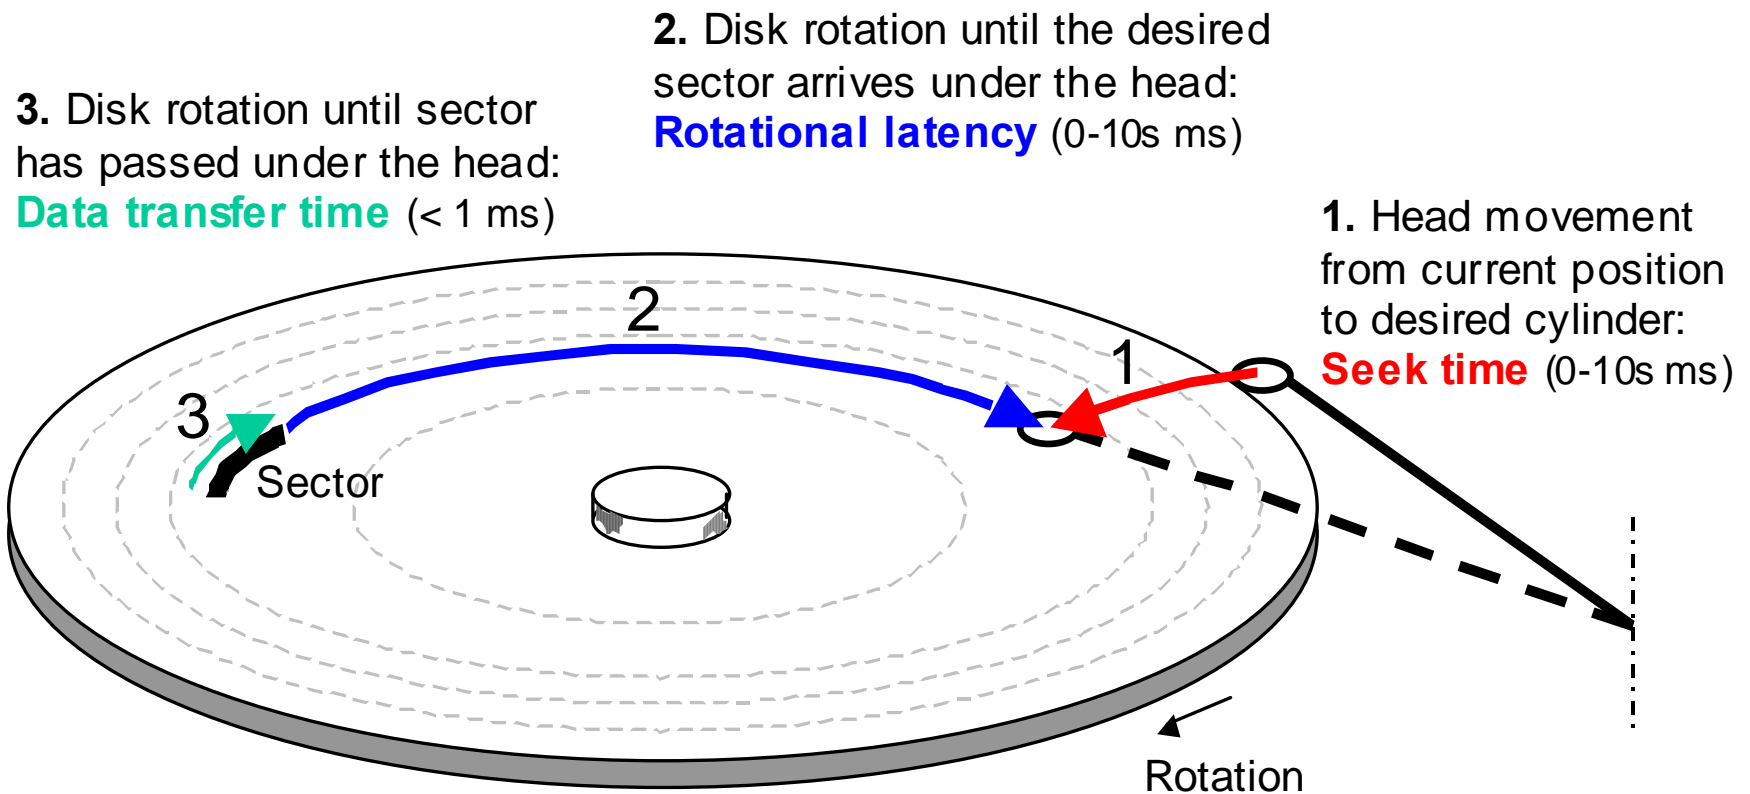 2. Disk rotation until the desired
sector arrives under the head:
Rotational latency (0-10s ms)
3. Disk rotation until sector
has passed under the head:
Data transfer time (< 1 ms)
1. Head movement
from current position
to desired cylinder:
Seek time (0-10s ms)
2
1
3
Sector
Rotation